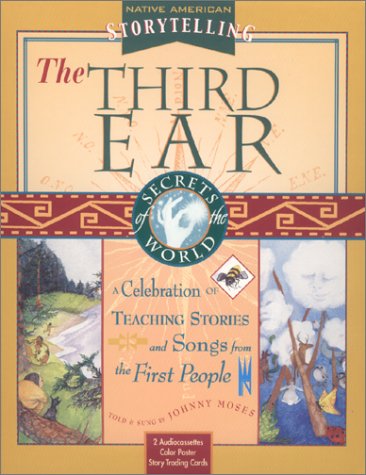 NATIVE AMERICAN
STORYTELLING
The THIRD
EAR
SECRETS
of the
WORLD
A Celebration OF
TEACHING STORIES
and Songs from
the First People
TOLD & SUNG BY JOHNNY MOSES
2 Audiocassettes
Color Poster
Story Trading Cards